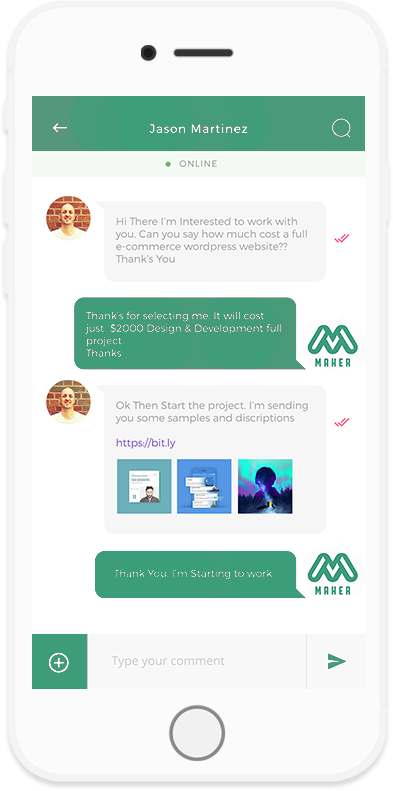 Jason Martinez
ONLINE
Hi There I'm Interested to work with
you. Can you say how much cost a full
e-commerce wordpress website??
Thank's You
Thank's for selecting me. It will cost
just $2000 Design & Development full
project
Thanks
MAKER
Ok Then Start the project. I'm sending
you some samples and discriptions
https://bit.ly
Thank You. I'm Starting to work
MAKER
Type your comment